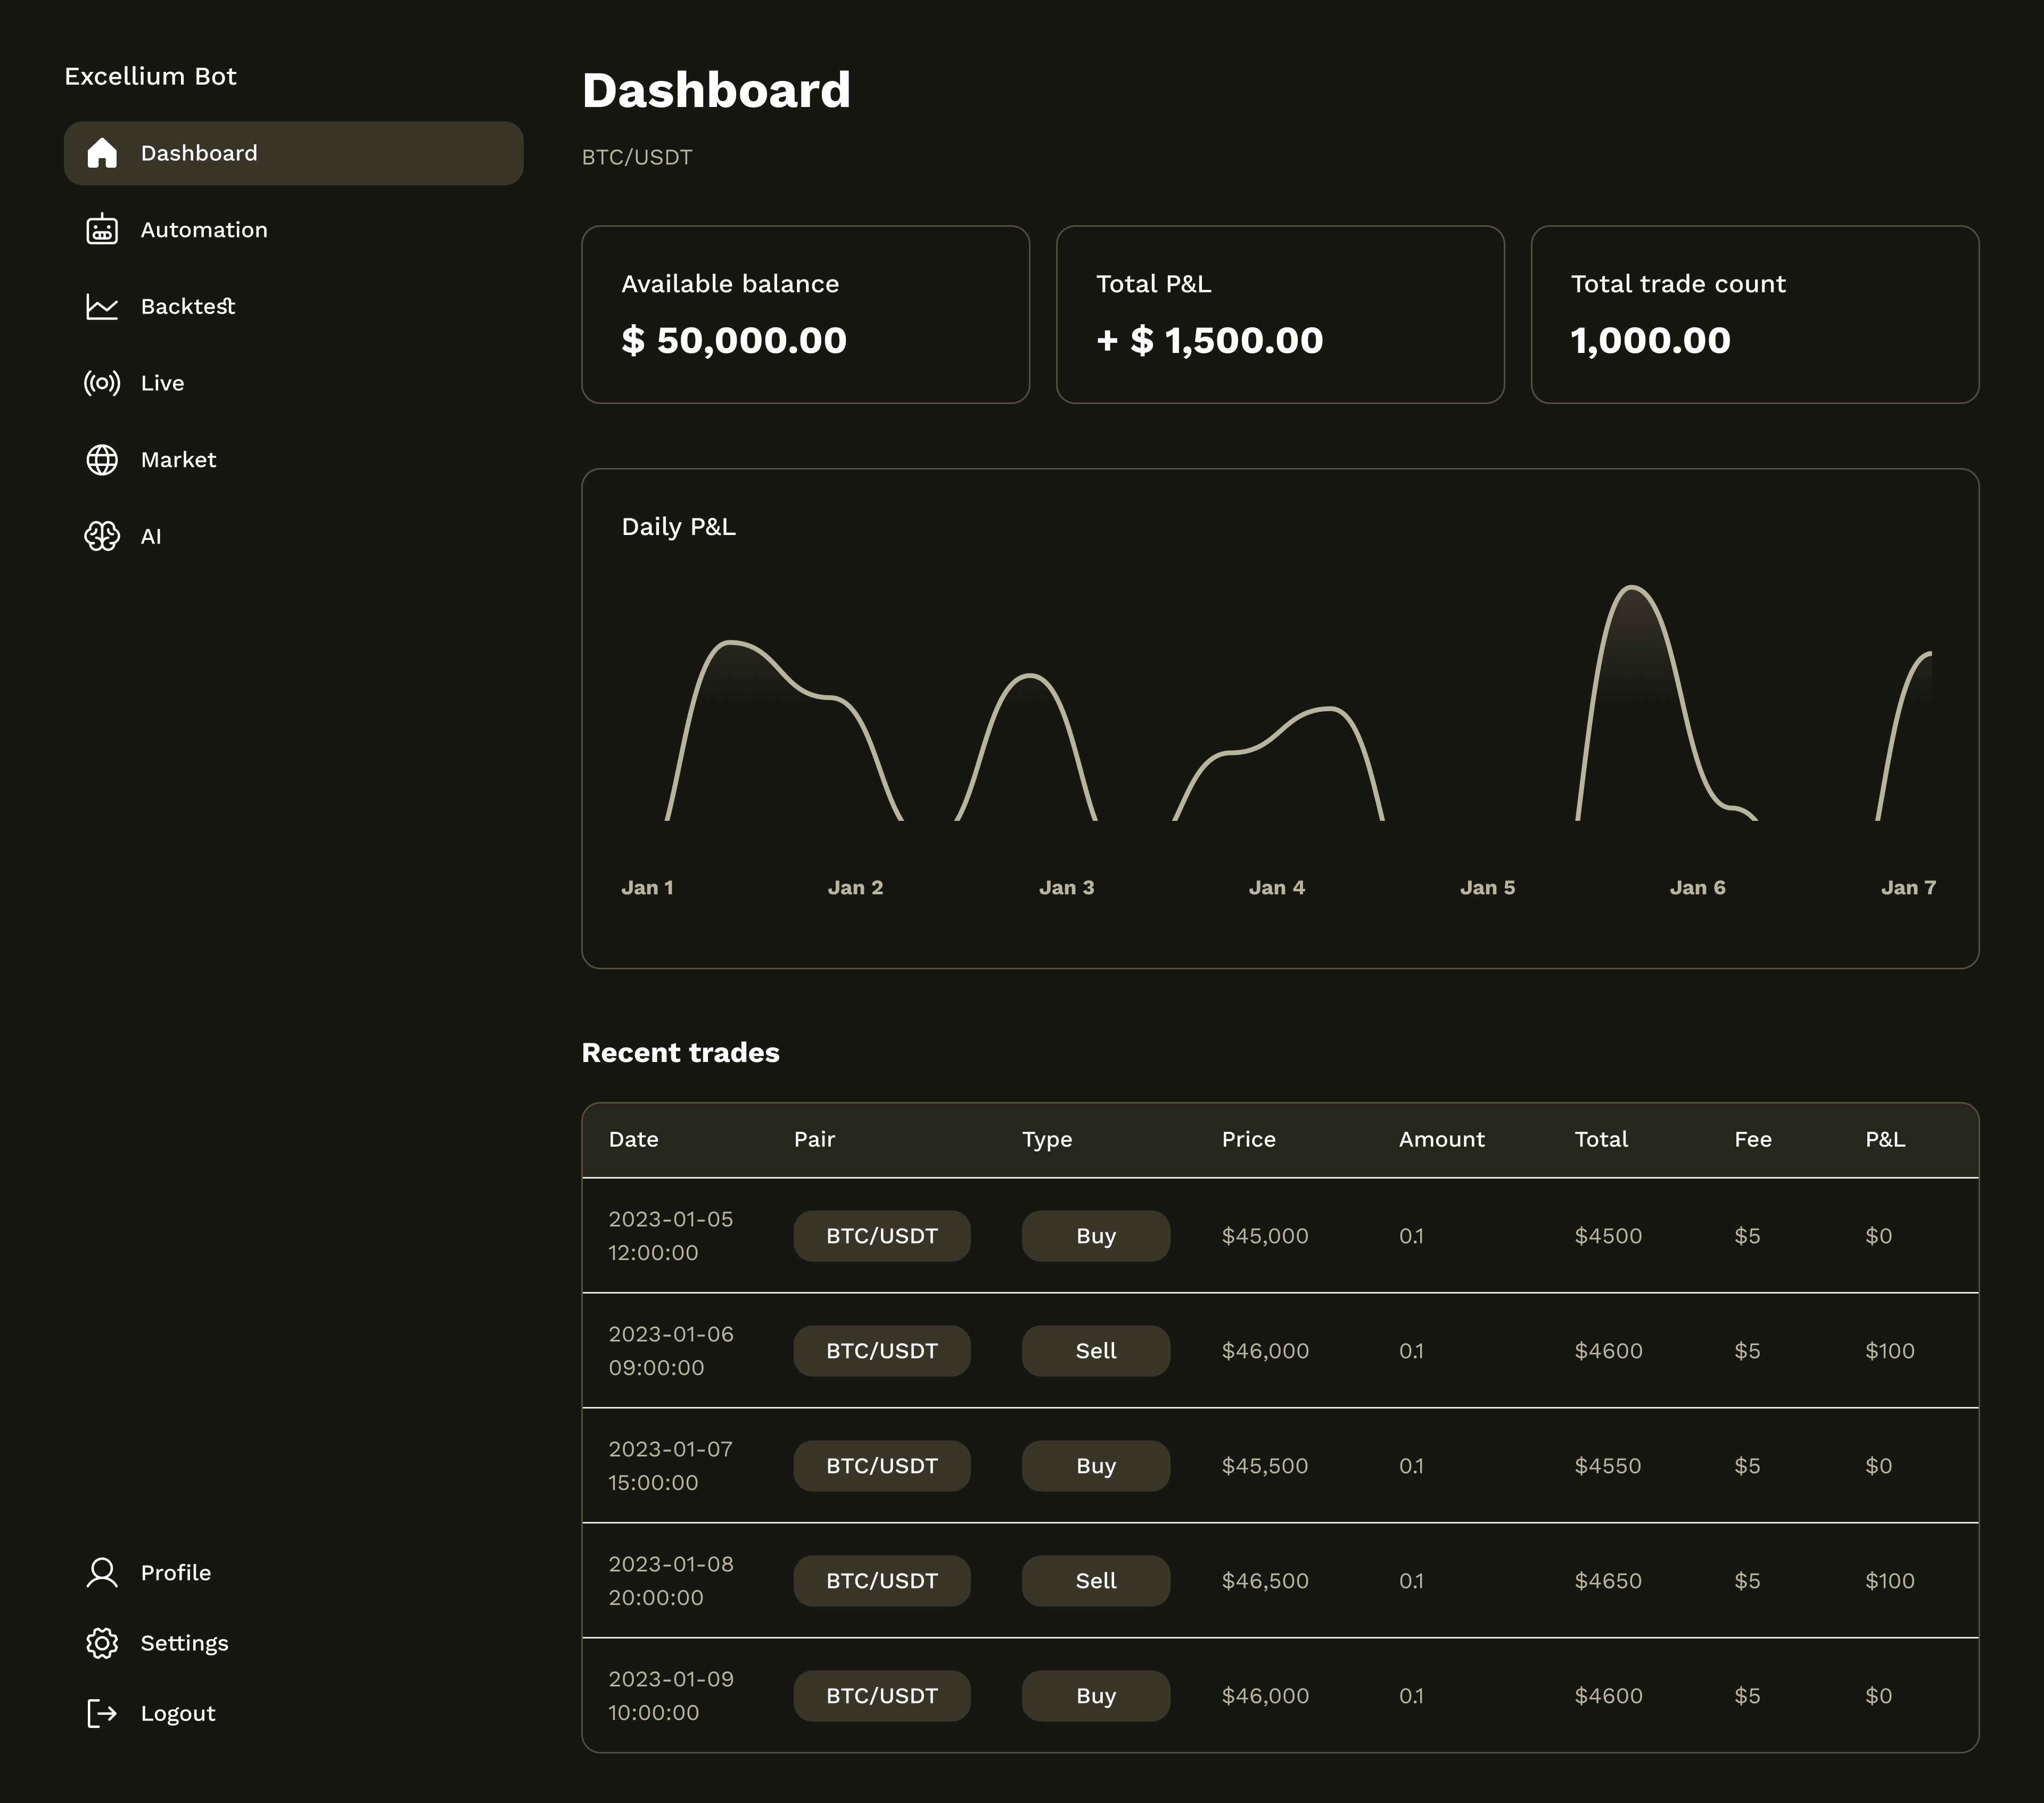 Excellium Bot
Dashboard
Automation
Backtest
Live
Market
AI
Profile
Settings
Logout
Dashboard
BTC/USDT
Available balance
$ 50,000.00
Total P&L
+ $ 1,500.00
Total trade count
1,000.00
Daily P&L
Jan 1 Jan 2 Jan 3 Jan 4 Jan 5 Jan 6 Jan 7
Recent trades
Date Pair Type Price Amount Total Fee P&L
2023-01-05
12:00:00
BTC/USDT Buy $45,000 0.1 $4500 $5 $0
2023-01-06
09:00:00
BTC/USDT Sell $46,000 0.1 $4600 $5 $100
2023-01-07
15:00:00
BTC/USDT Buy $45,500 0.1 $4550 $5 $0
2023-01-08
20:00:00
BTC/USDT Sell $46,500 0.1 $4650 $5 $100
2023-01-09
10:00:00
BTC/USDT Buy $46,000 0.1 $4600 $5 $0